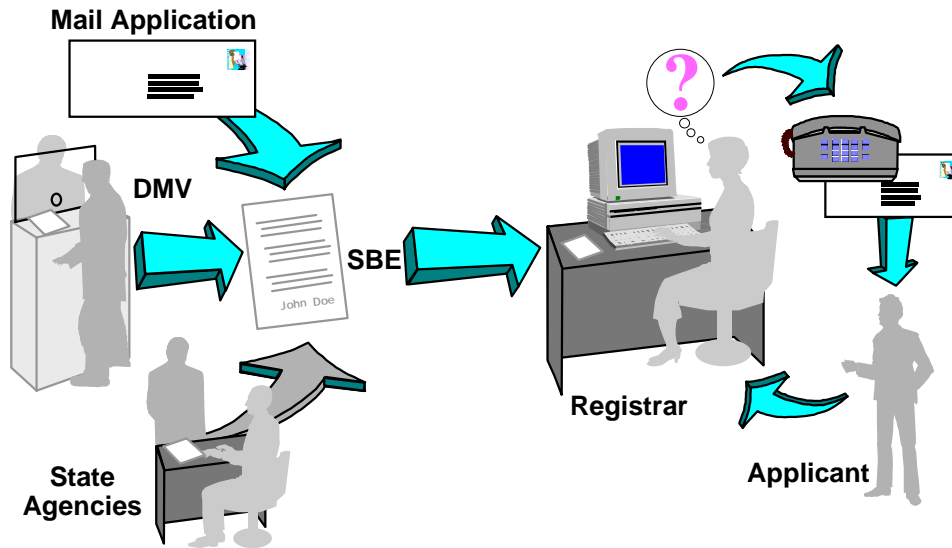 Mail Application
?
DMV
SBE
John Doe
Registrar
State
Agencies
Applicant